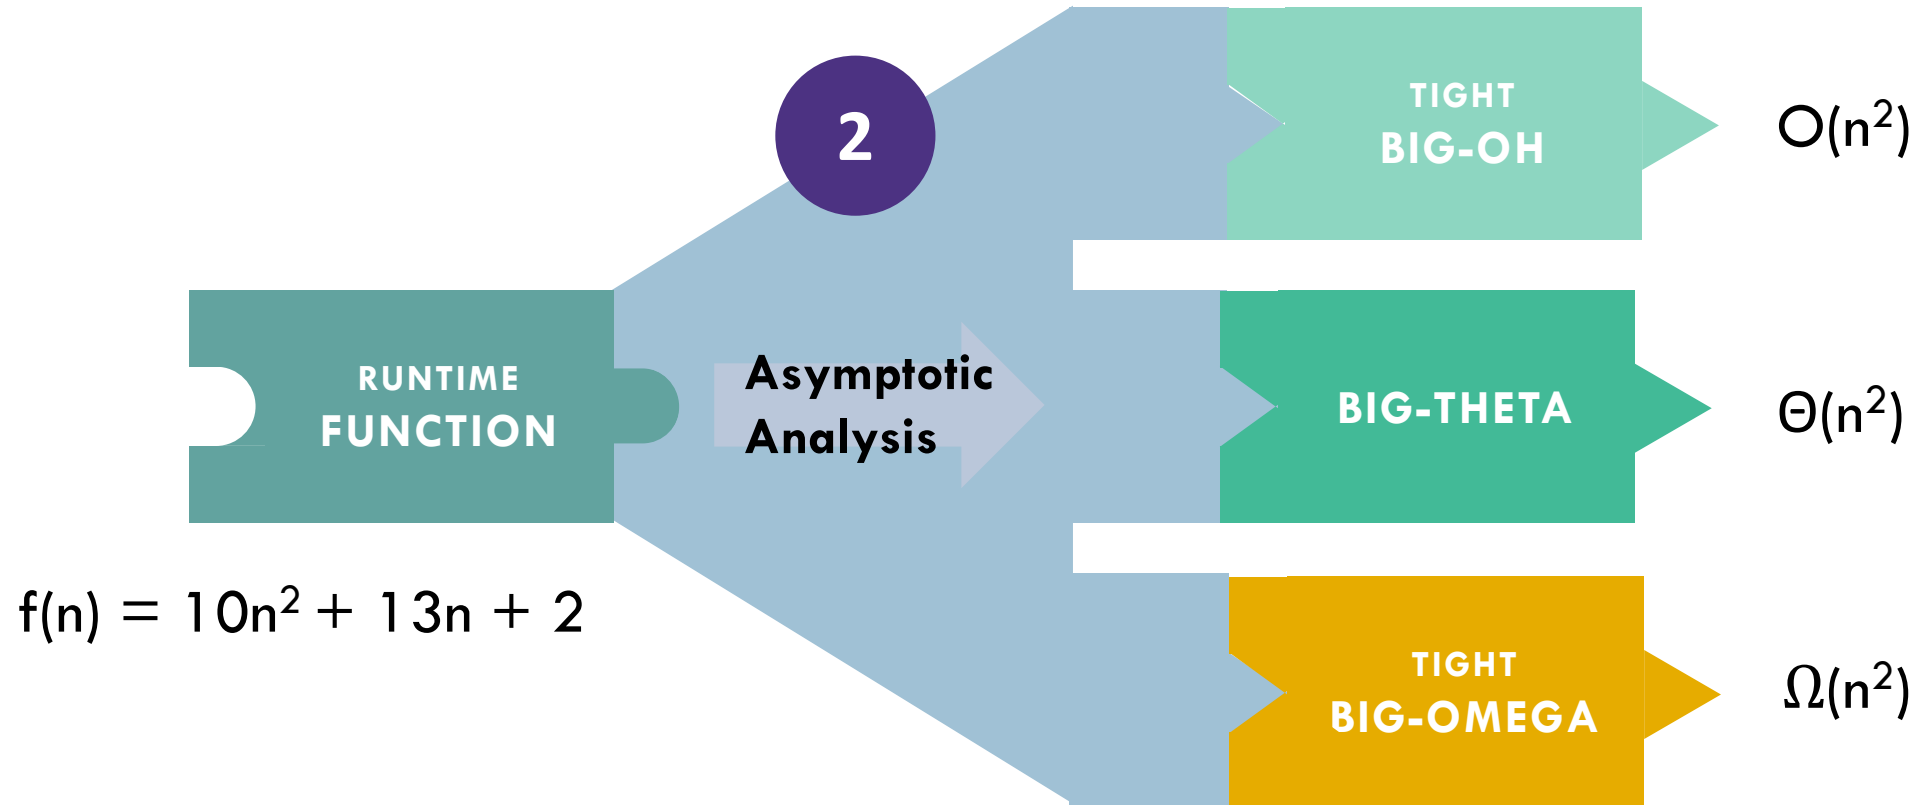 2
TIGHT
BIG-OH
O(n²)
RUNTIME
FUNCTION
Asymptotic
Analysis
BIG-THETA
Θ(n²)
f(n) = 10n² + 13n + 2
TIGHT
BIG-OMEGA
Ω(n²)